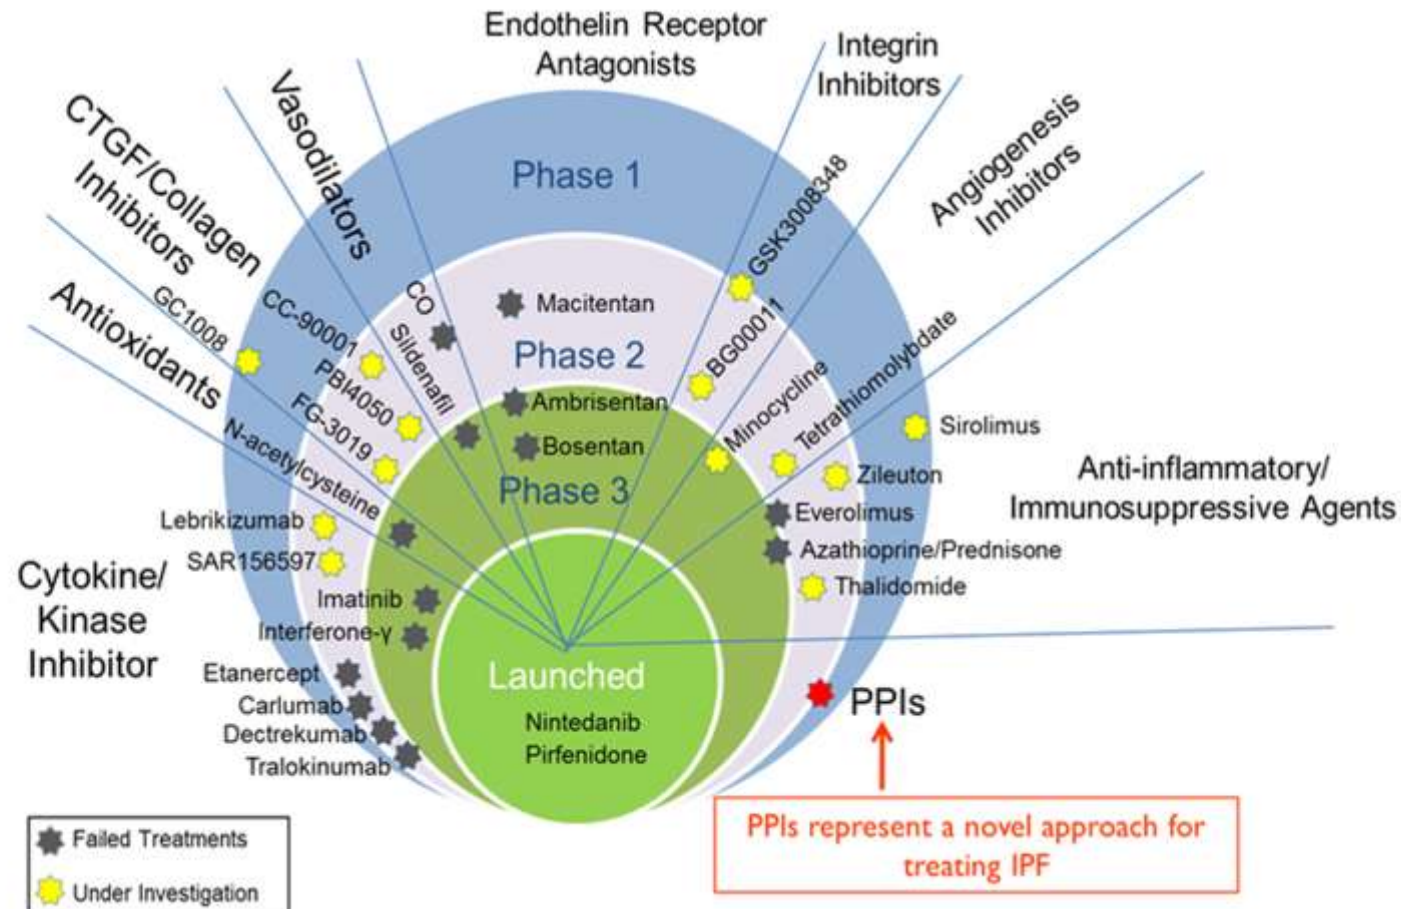 Endothelin Receptor
Antagonists
Integrin
Inhibitors
Angiogenesis
Inhibitors
Vasodilators
CTGF/Collagen
Inhibitors
Antioxidants
Cytokine/
Kinase
Inhibitor
Anti-inflammatory/
Immunosuppressive Agents
Phase 1
Phase 2
Phase 3
Launched
Nintedanib
Pirfenidone
GC1008
CC-90001
PBI4050
FG-3019
N-acetylcysteine
CO
Sildenafil
Macitentan
Ambrisentan
Bosentan
GSK3008348
BG00011
Minocycline
Tetrathiomolybdate
Sirolimus
Zileuton
Everolimus
Azathioprine/Prednisone
Thalidomide
Lebrikizumab
SAR156597
Imatinib
Interferone-γ
Etanercept
Carlumab
Dectrekumab
Tralokinumab
PPIs
PPIs represent a novel approach for
treating IPF
Failed Treatments
Under Investigation